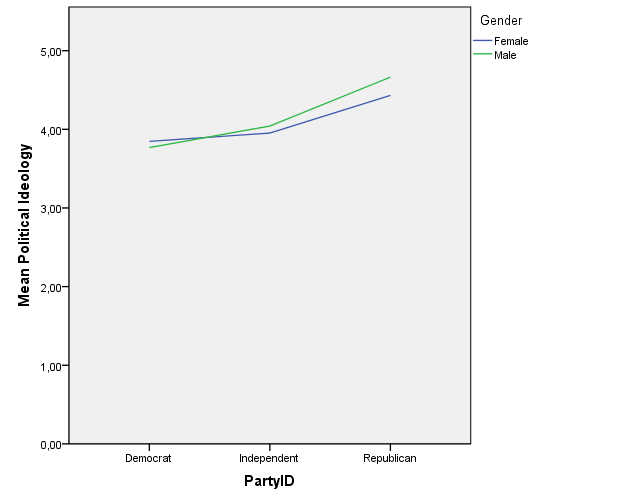 Gender
Female
Male
5,00
4,00
3,00
2,00
1,00
0,00
Mean Political Ideology
Democrat
Independent
Republican
PartyID